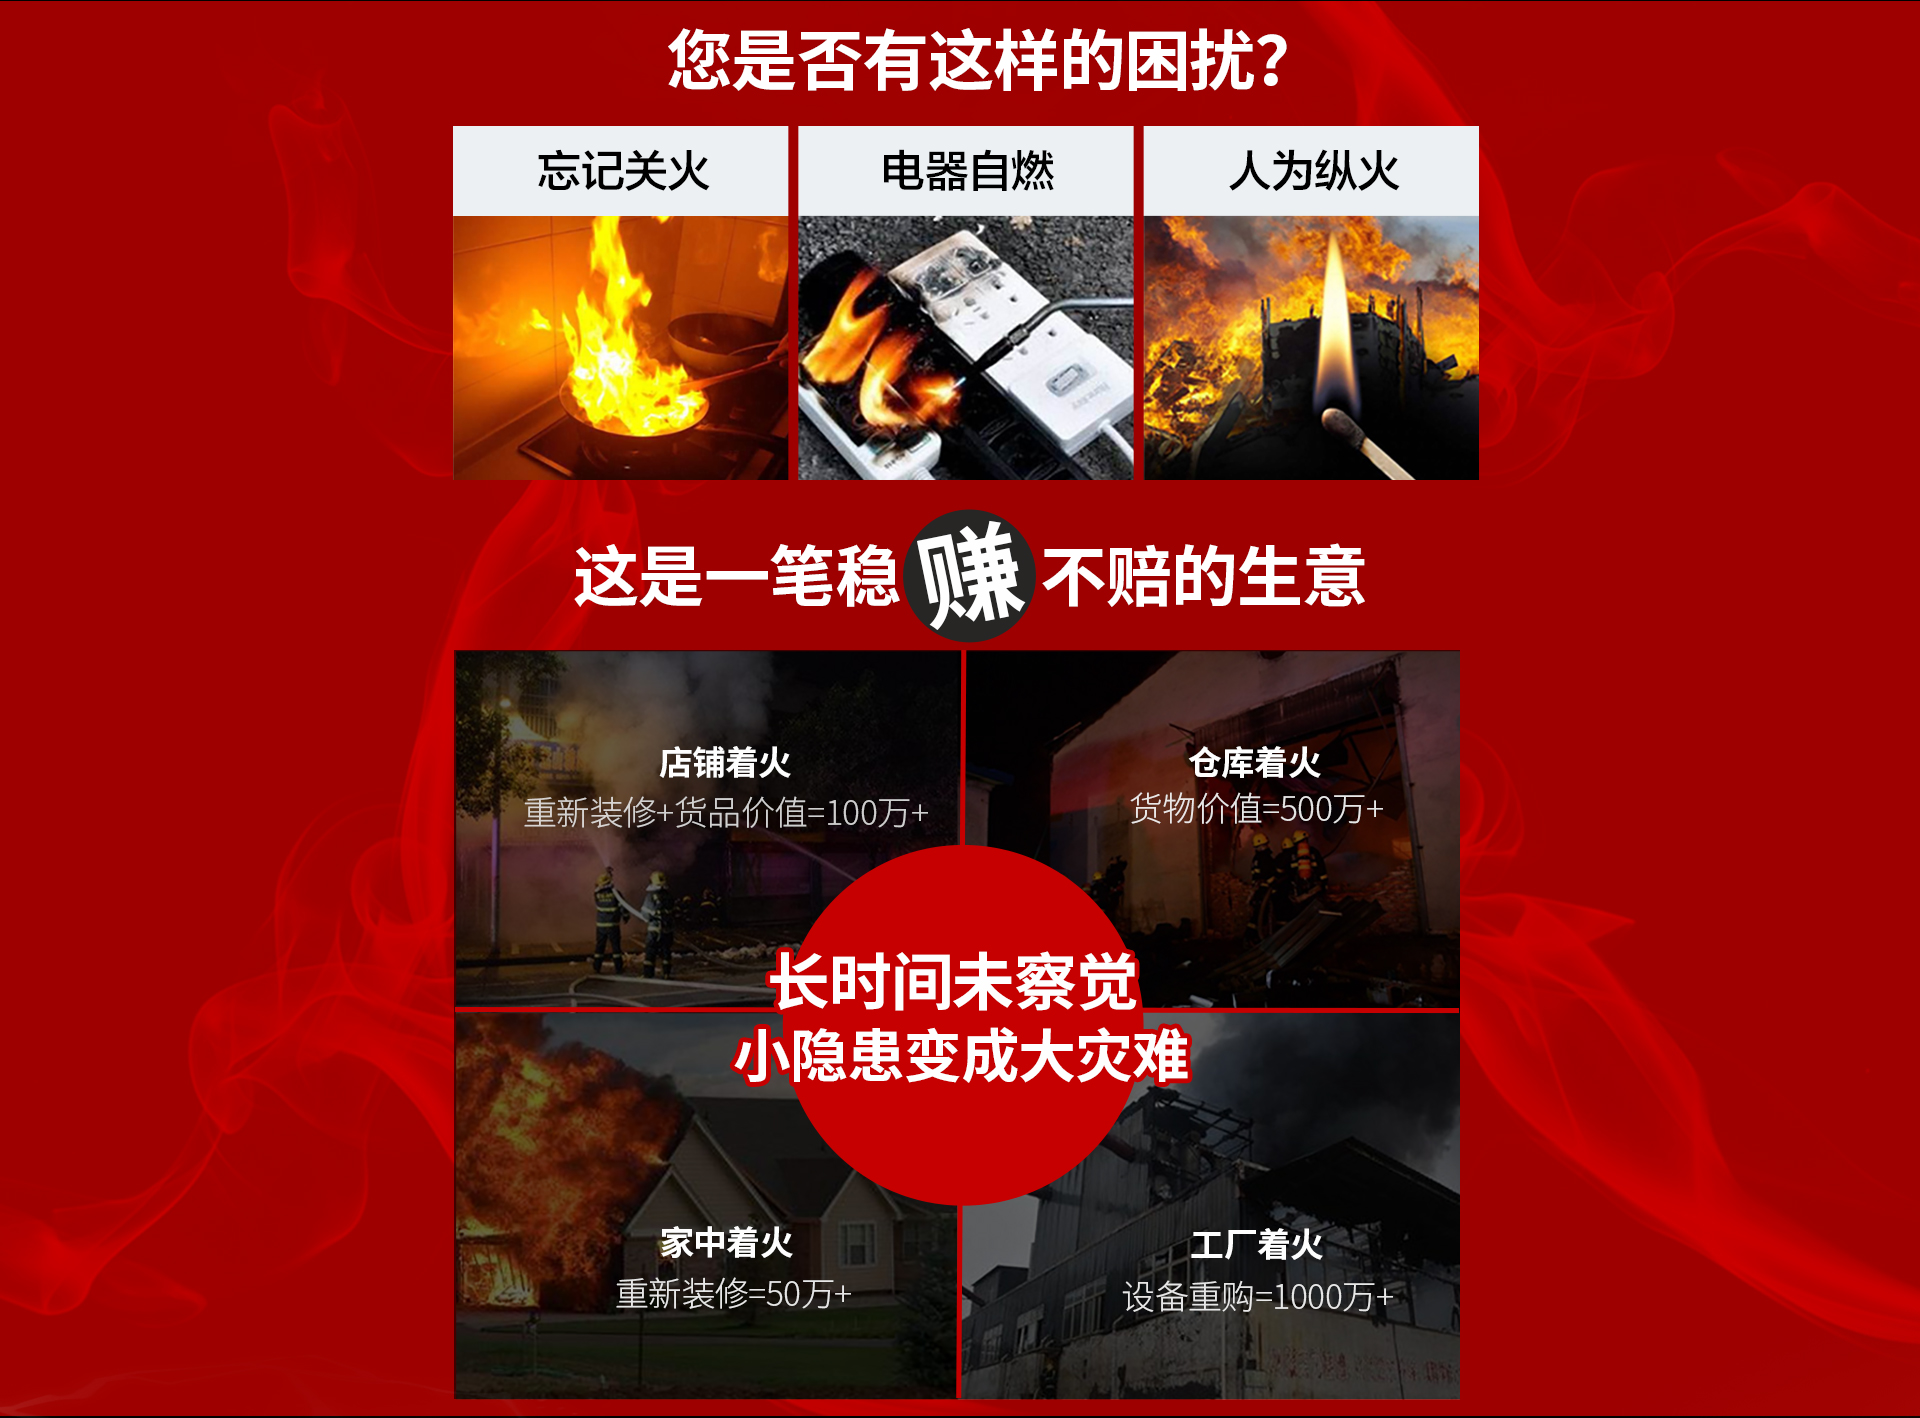 您是否有这样的困扰?
忘记关火
电器自燃
人为纵火
这是一笔稳赚不赔的生意
店铺着火
重新装修+货品价值=100万+
仓库着火
货物价值=500万+
长时间未察觉
小隐患变成大灾难
家中着火
重新装修=50万+
工厂着火
设备重购=1000万+